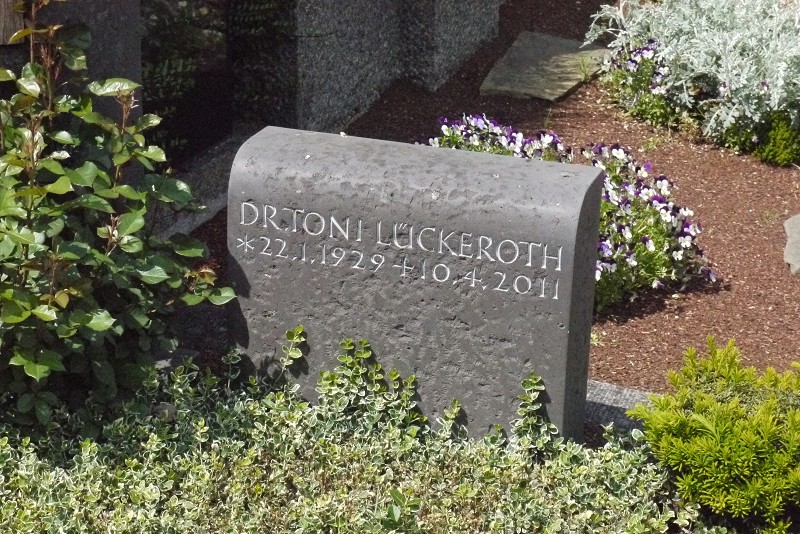 DR. TONI LÜCKEROTH
*22.1.1929 +10.4.2011